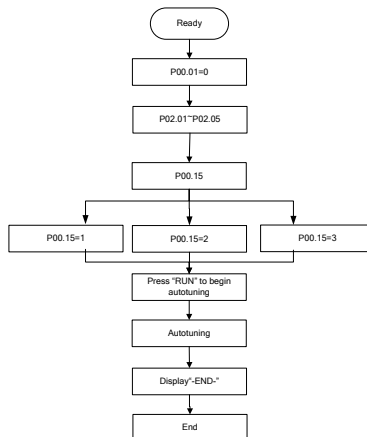 Ready
P00.01=0
P02.01~P02.05
P00.15
P00.15=1
P00.15=2
P00.15=3
Press “RUN” to begin
autotuning
Autotuning
Display“-END-”
End